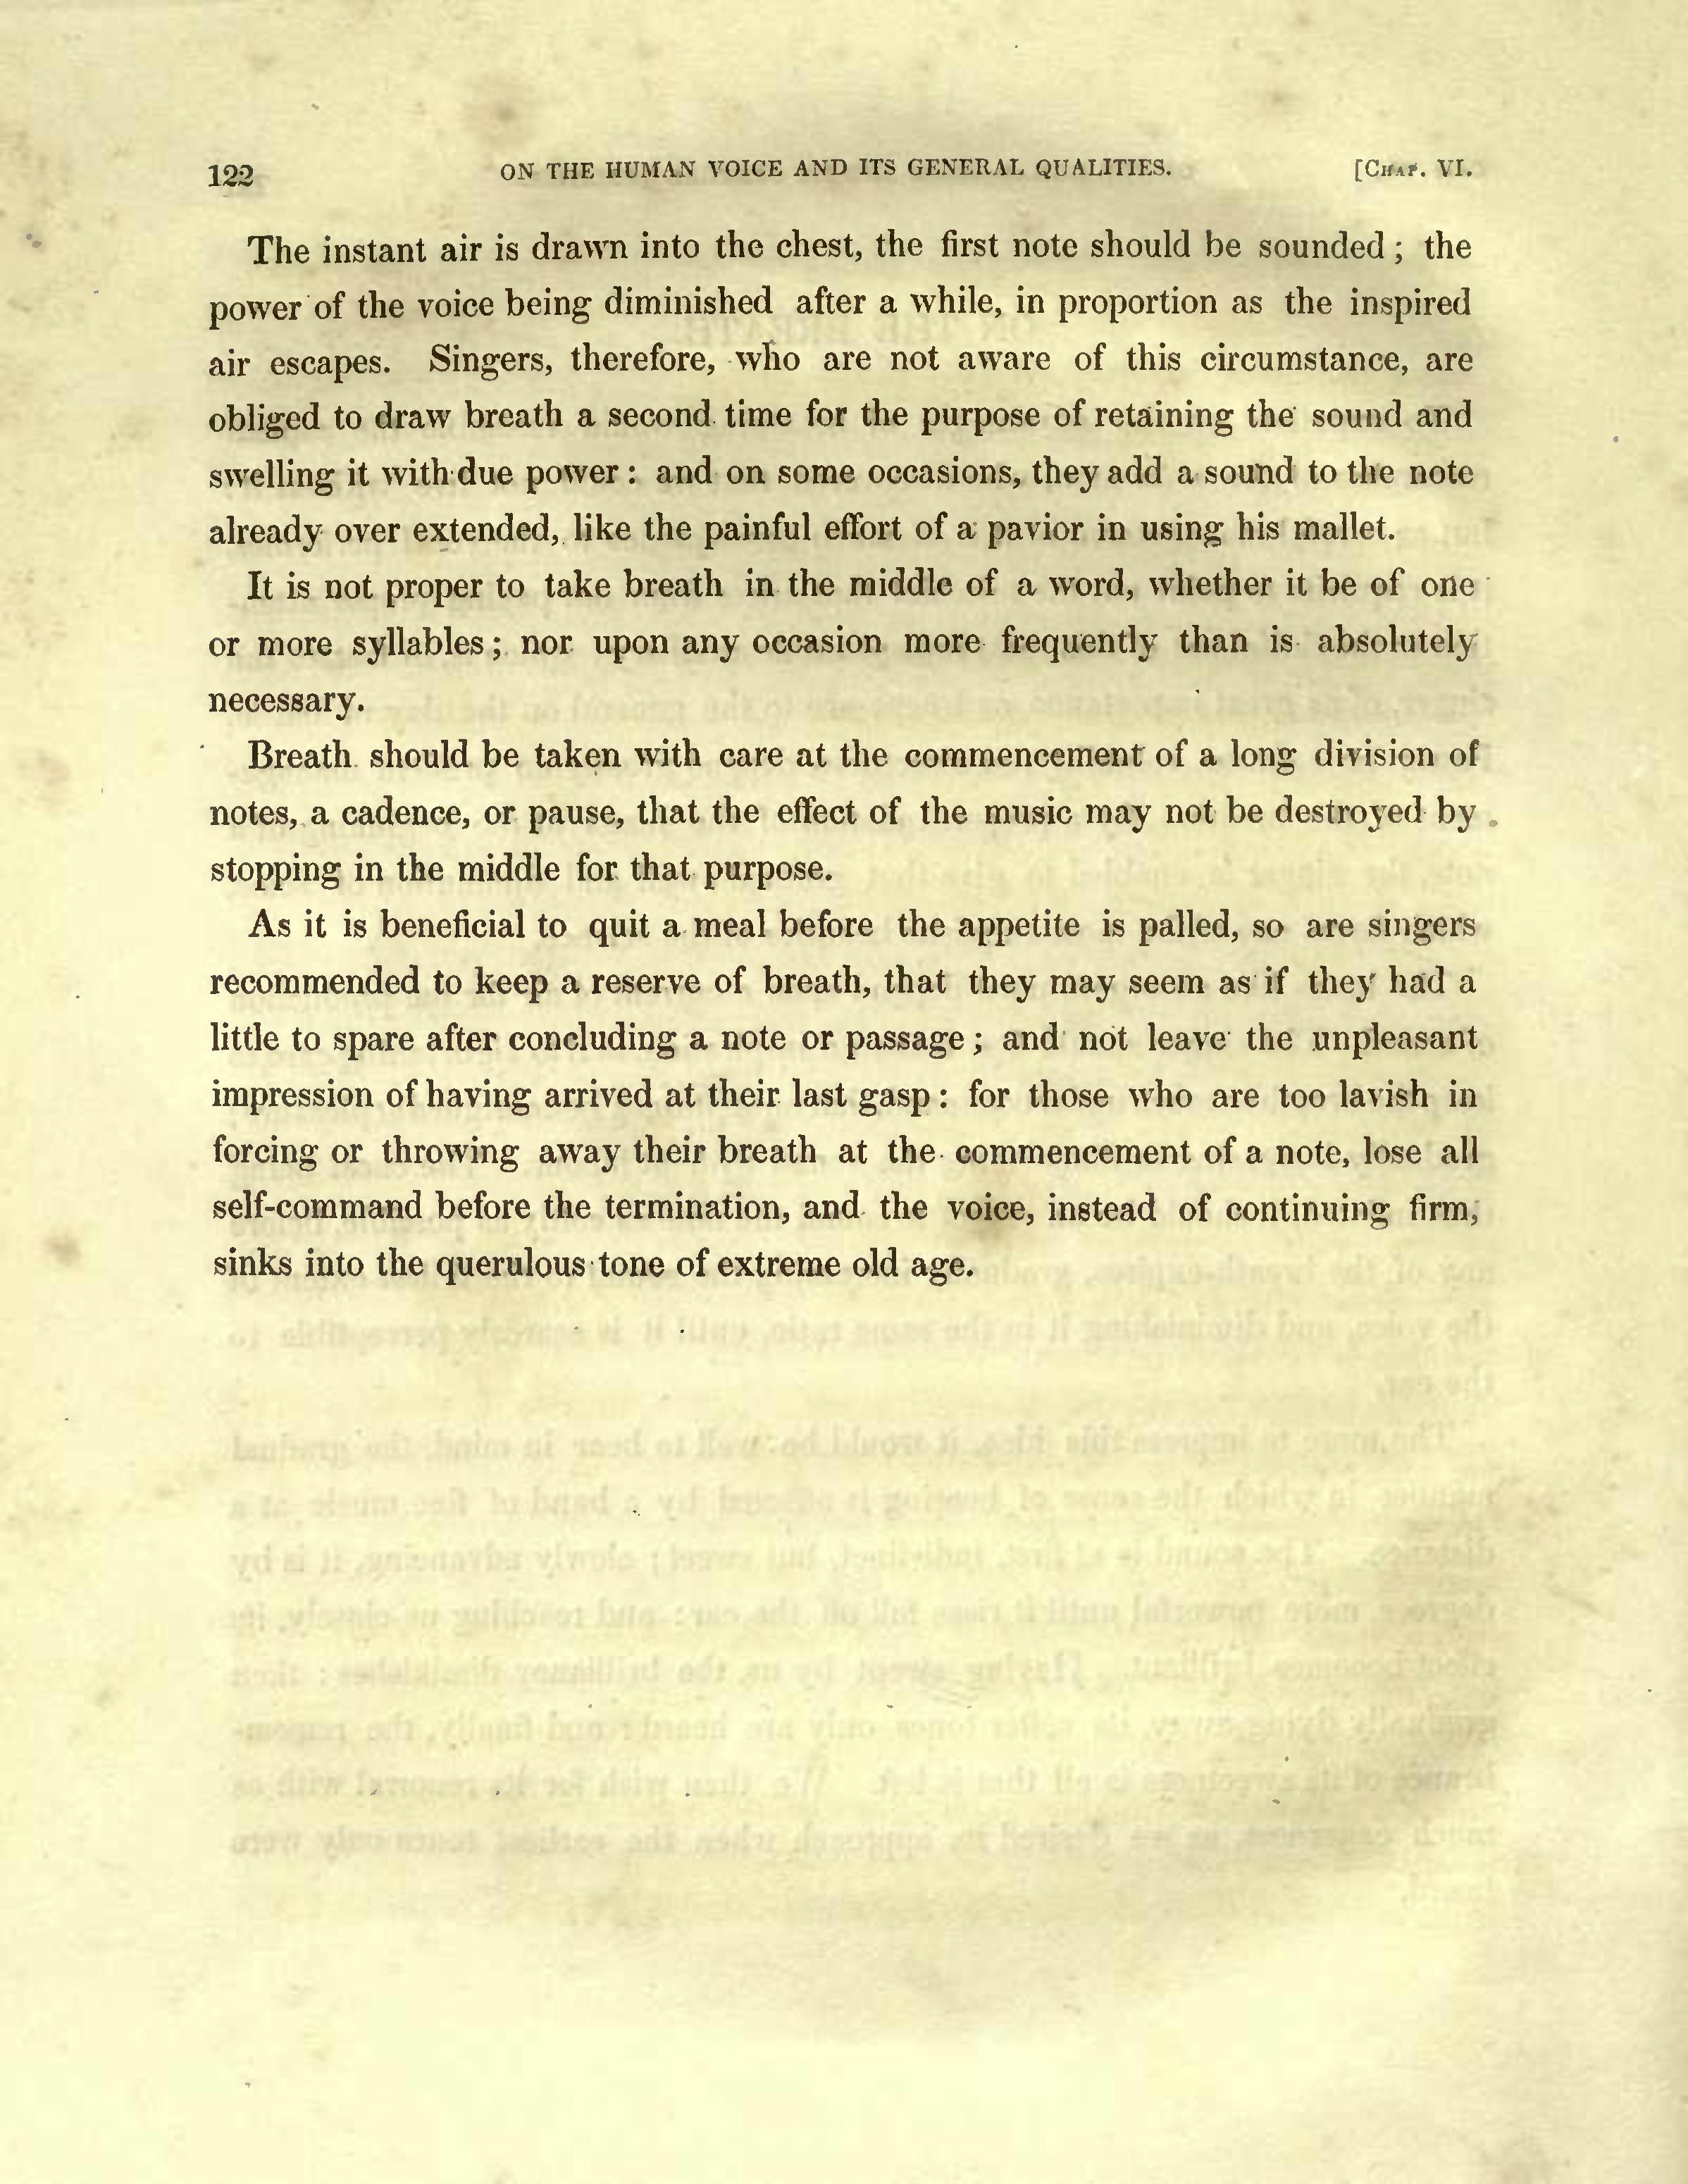 122 ON THE HUMAN VOICE AND ITS GENERAL QUALITIES. [CHAP. VI.
The instant air is drawn into the chest, the first note should be sounded; the
power of the voice being diminished after a while, in proportion as the inspired
air escapes. Singers, therefore, who are not aware of this circumstance, are
obliged to draw breath a second time for the purpose of retaining the sound and
swelling it with due power: and on some occasions, they add a sound to the note
already over extended, like the painful effort of a pavior in using his mallet.
It is not proper to take breath in the middle of a word, whether it be of one
or more syllables; nor upon any occasion more frequently than is absolutely
necessary.
Breath should be taken with care at the commencement of a long division of
notes, a cadence, or pause, that the effect of the music may not be destroyed by
stopping in the middle for that purpose.
As it is beneficial to quit a meal before the appetite is palled, so are singers
recommended to keep a reserve of breath, that they may seem as if they had a
little to spare after concluding a note or passage; and not leave the unpleasant
impression of having arrived at their last gasp: for those who are too lavish in
forcing or throwing away their breath at the commencement of a note, lose all
self-command before the termination, and the voice, instead of continuing firm,
sinks into the querulous tone of extreme old age.